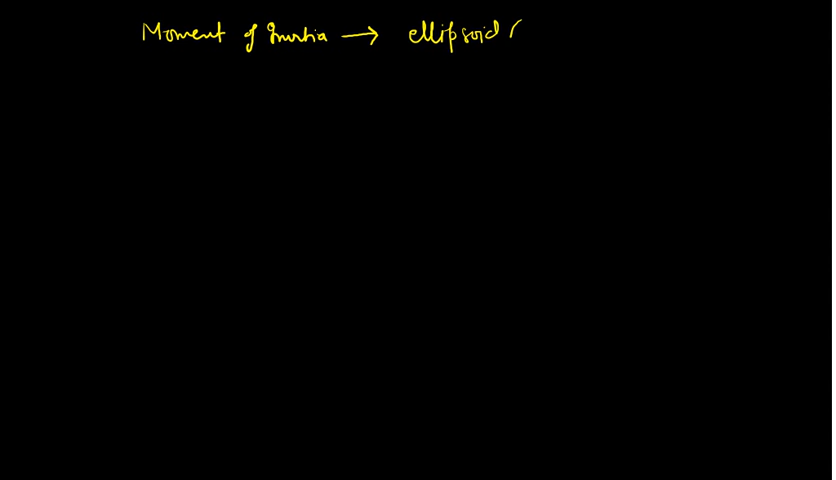 Moment of Inertia → ellipsoid (